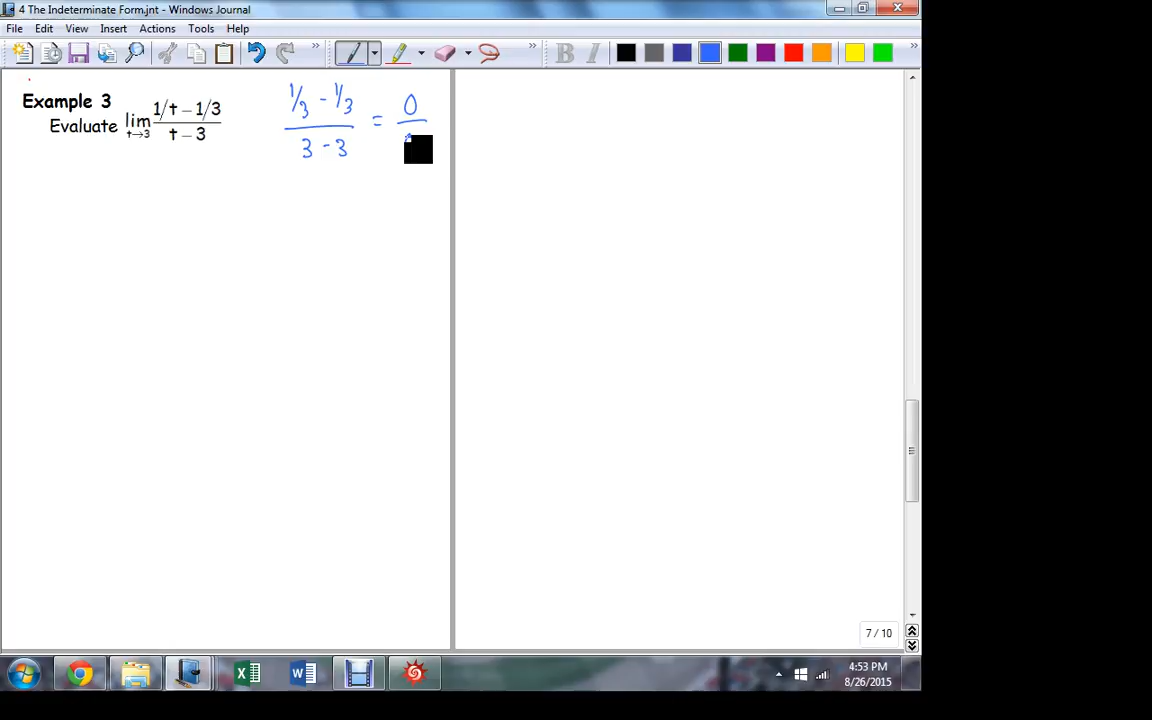 4 The Indeterminate Form.jnt - Windows Journal
File Edit View Insert Actions Tools Help
Example 3
Evaluate lim t→3 (1/t – 1/3)/(t – 3)
(1/3 - 1/3)/(3 - 3) = 0/
7 / 10
4:53 PM
8/26/2015